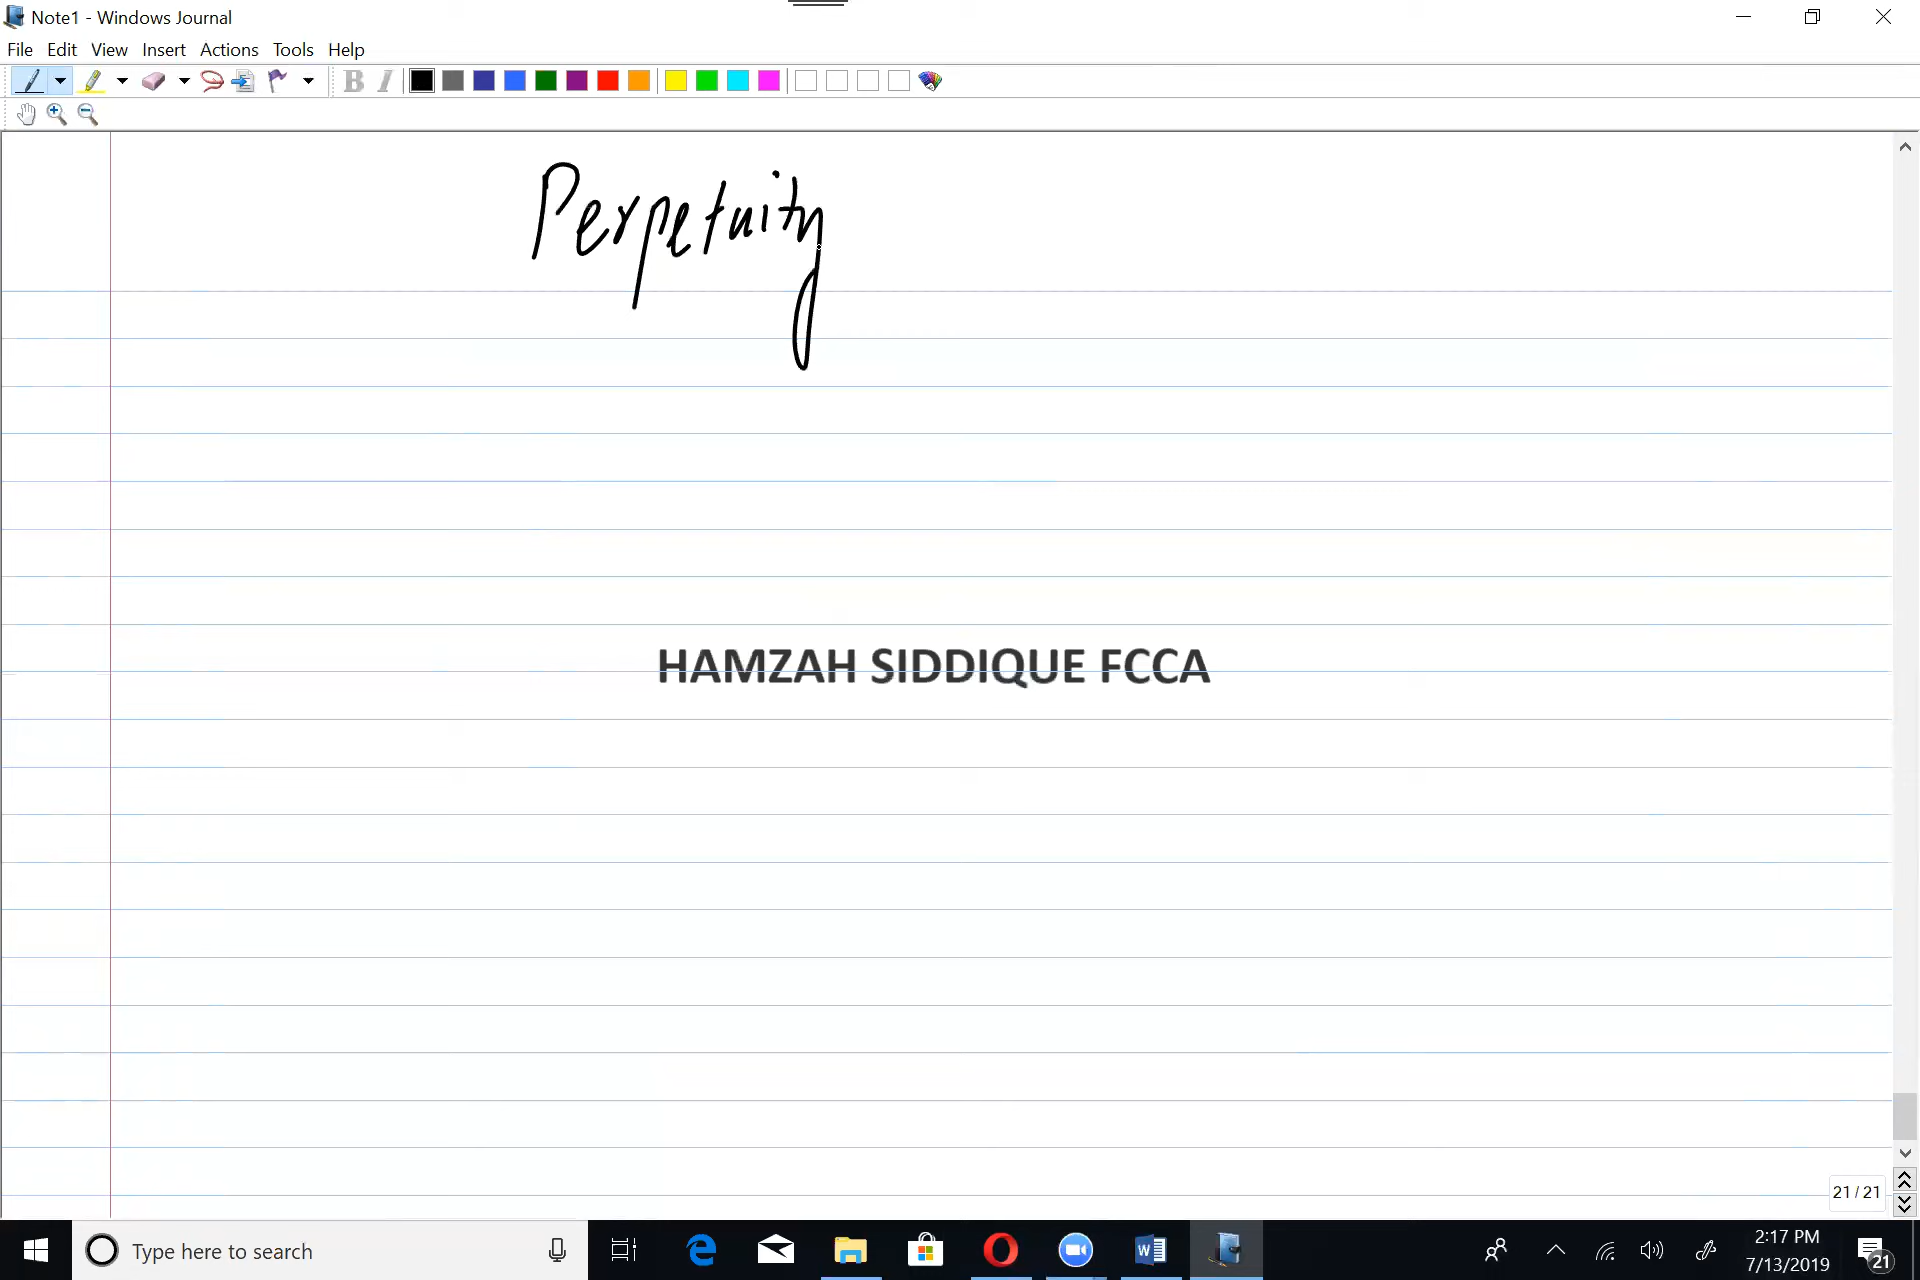 Note1 - Windows Journal
File Edit View Insert Actions Tools Help
B I
Perpetuity
HAMZAH SIDDIQUE FCCA
21 / 21
Type here to search
2:17 PM
7/13/2019
21